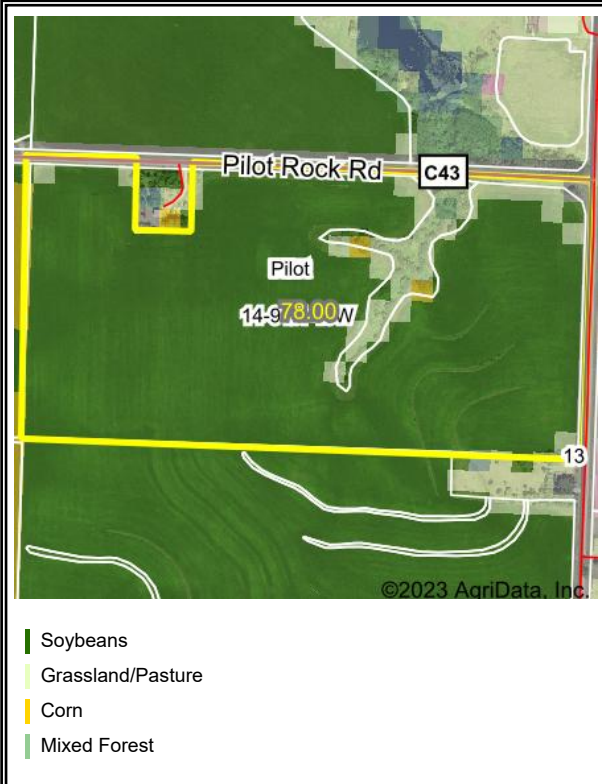 Pilot Rock Rd
C43
Pilot
78.00
13
©2023 AgriData, Inc.
Soybeans
Grassland/Pasture
Corn
Mixed Forest